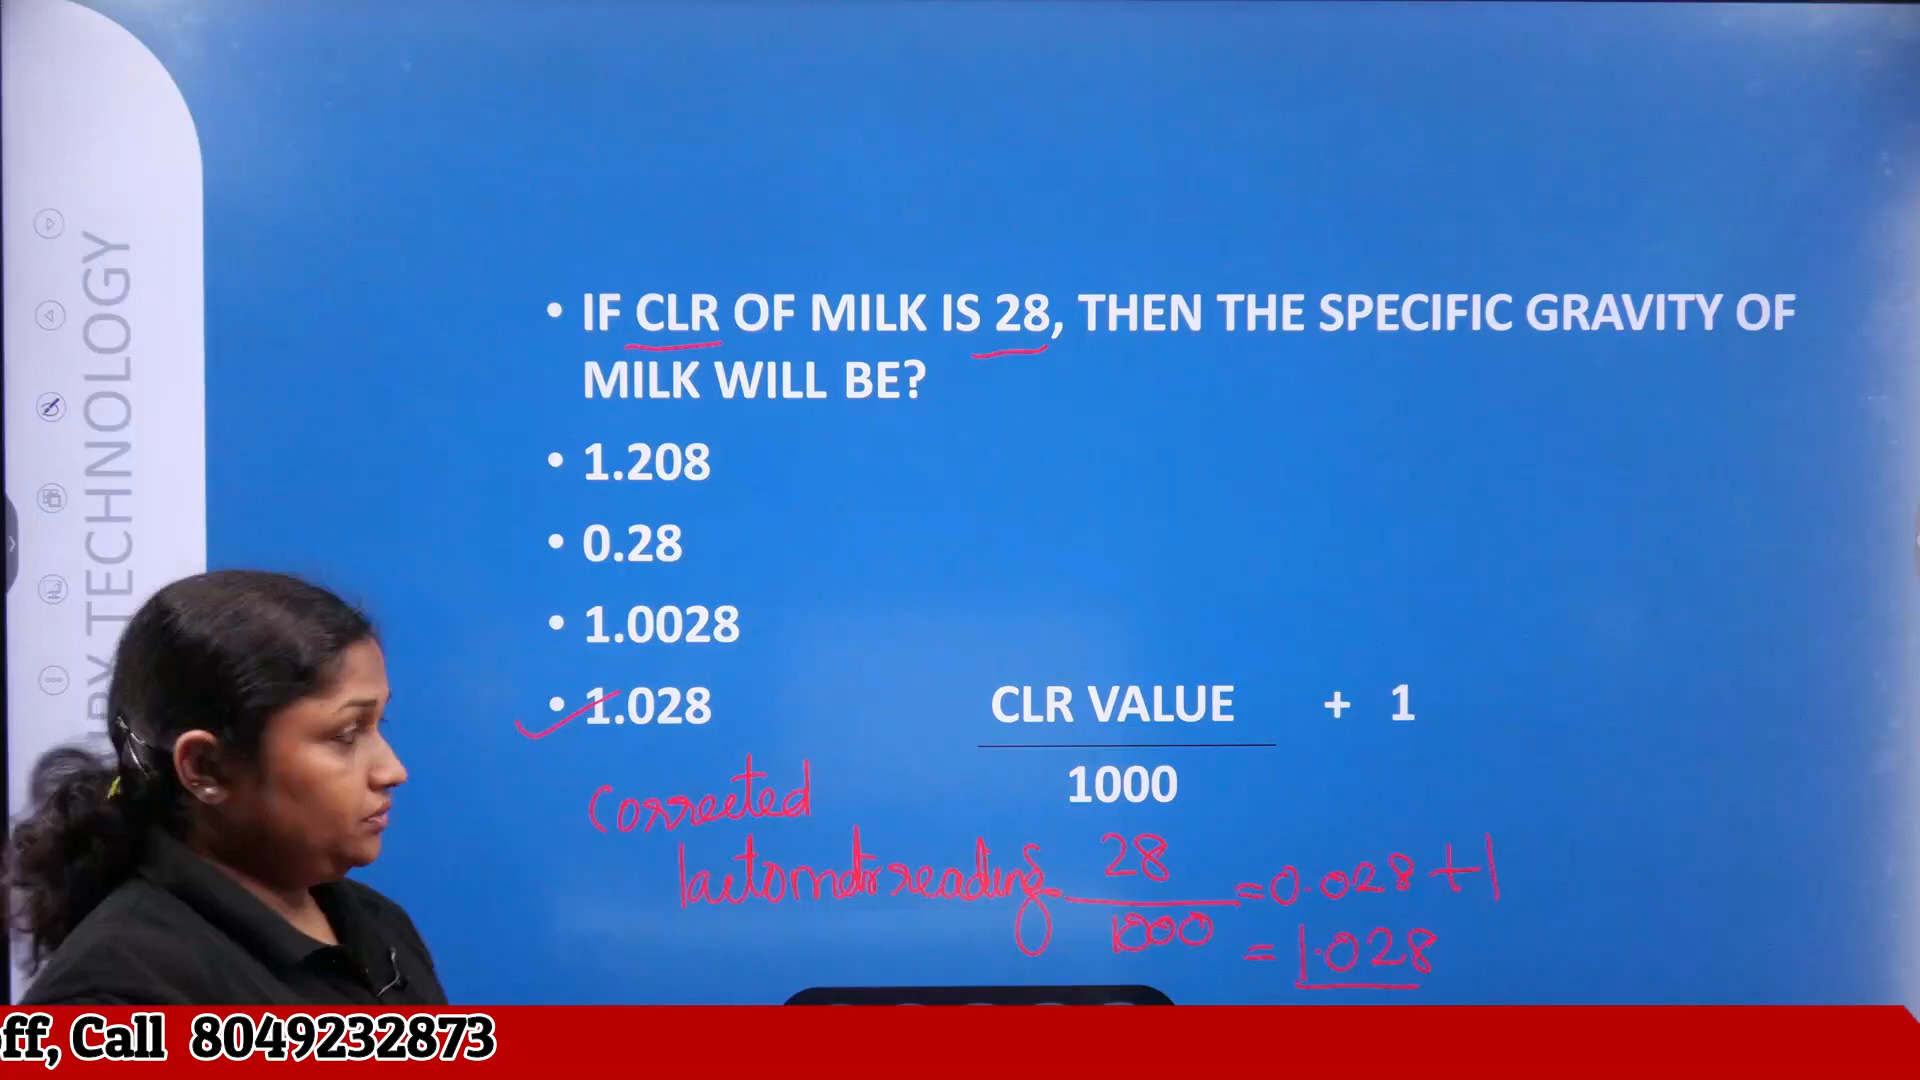 RY TECHNOLOGY
• IF CLR OF MILK IS 28, THEN THE SPECIFIC GRAVITY OF
MILK WILL BE?
• 1.208
• 0.28
• 1.0028
• 1.028
CLR VALUE + 1
1000
corrected
lactometer reading
28
1000
=0.028+1
=1.028
off, Call 8049232873